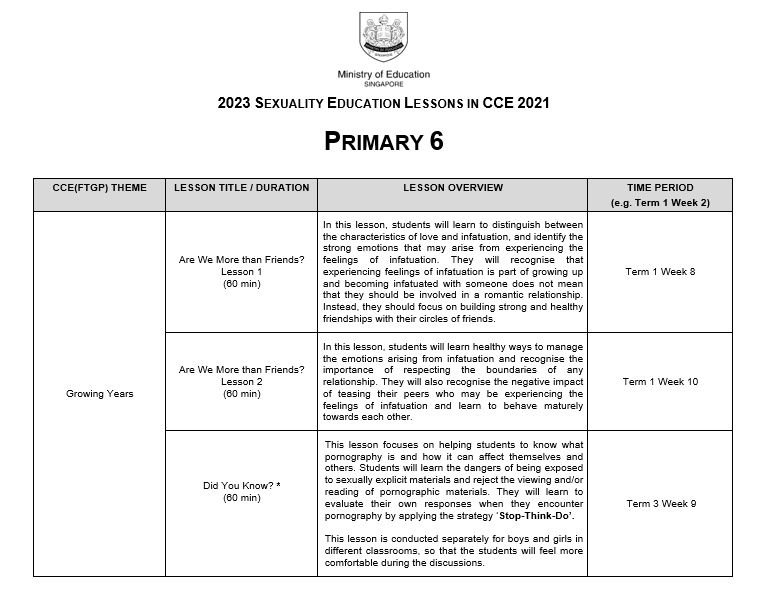 Ministry of Education
SINGAPORE
2023 SEXUALITY EDUCATION LESSONS IN CCE 2021
PRIMARY 6
CCE(FTGP) THEME
LESSON TITLE / DURATION
LESSON OVERVIEW
TIME PERIOD
(e.g. Term 1 Week 2)
Growing Years
Are We More than Friends?
Lesson 1
(60 min)
In this lesson, students will learn to distinguish between
the characteristics of love and infatuation, and identify the
strong emotions that may arise from experiencing the
feelings of infatuation. They will recognise that
experiencing feelings of infatuation is part of growing up
and becoming infatuated with someone does not mean
that they should be involved in a romantic relationship.
Instead, they should focus on building strong and healthy
friendships with their circles of friends.
Term 1 Week 8
Are We More than Friends?
Lesson 2
(60 min)
In this lesson, students will learn healthy ways to manage
the emotions arising from infatuation and recognise the
importance of respecting the boundaries of any
relationship. They will also recognise the negative impact
of teasing their peers who may be experiencing the
feelings of infatuation and learn to behave maturely
towards each other.
Term 1 Week 10
Did You Know? *
(60 min)
This lesson focuses on helping students to know what
pornography is and how it can affect themselves and
others. Students will learn the dangers of being exposed
to sexually explicit materials and reject the viewing and/or
reading of pornographic materials. They will learn to
evaluate their own responses when they encounter
pornography by applying the strategy ‘Stop-Think-Do’.
This lesson is conducted separately for boys and girls in
different classrooms, so that the students will feel more
comfortable during the discussions.
Term 3 Week 9